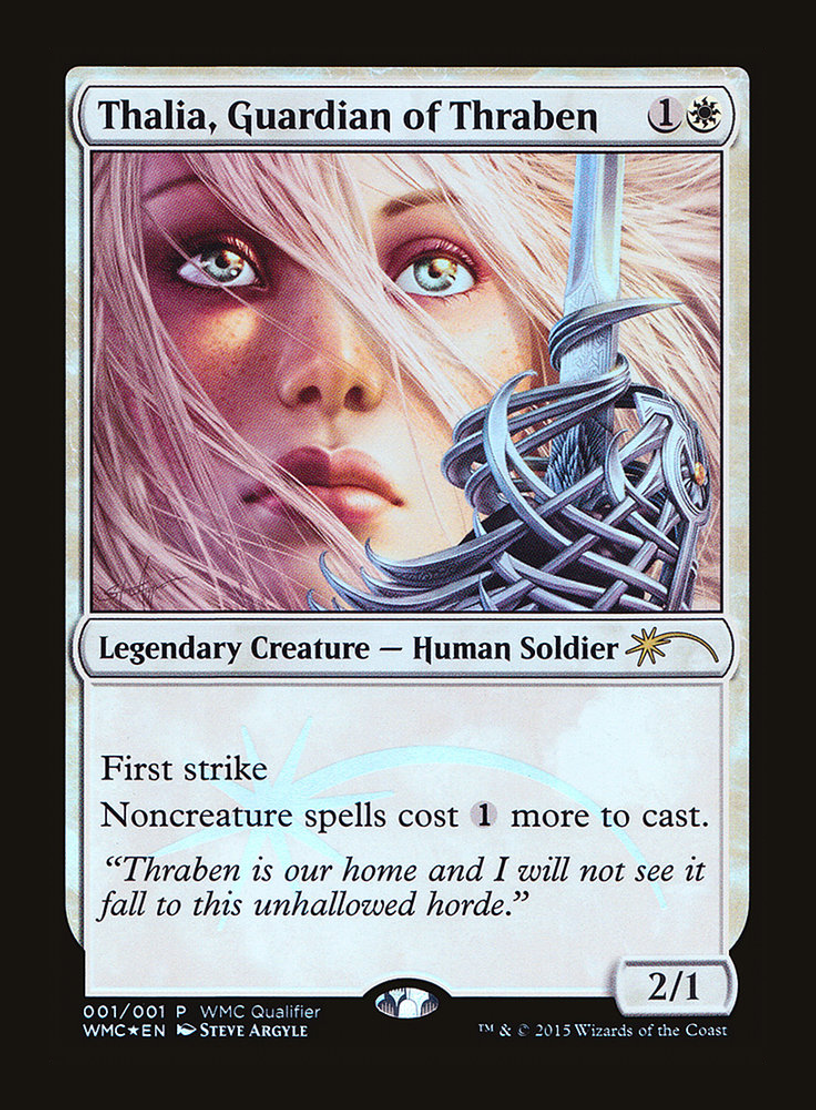 Thalia, Guardian of Thraben 1
Legendary Creature — Human Soldier
First strike
Noncreature spells cost 1 more to cast.
“Thraben is our home and I will not see it
fall to this unhallowed horde.”
2/1
001/001 P WMC Qualifier
WMC★EN Steve Argyle
™ & © 2015 Wizards of the Coast